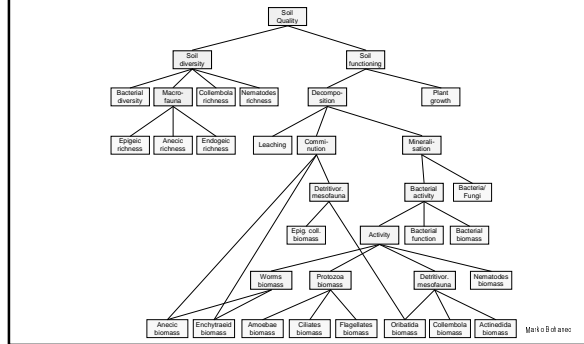 Soil
Quality
Soil
diversity
Soil
functioning
Bacterial
diversity
Macro-
fauna
Collembola
richness
Nematodes
richness
Decompo-
sition
Plant
growth
Epigeic
richness
Anecic
richness
Endogeic
richness
Leaching
Commi-
nution
Minerali-
sation
Detritivor.
mesofauna
Bacterial
activity
Bacteria/
Fungi
Epig. coll.
biomass
Activity
Bacterial
function
Bacterial
biomass
Worms
biomass
Protozoa
biomass
Detritivor.
mesofauna
Nematodes
biomass
Anecic
biomass
Enchytraeid
biomass
Amoebae
biomass
Ciliates
biomass
Flagellates
biomass
Oribatida
biomass
Collembola
biomass
Actinedida
biomass
Marko Bohanec